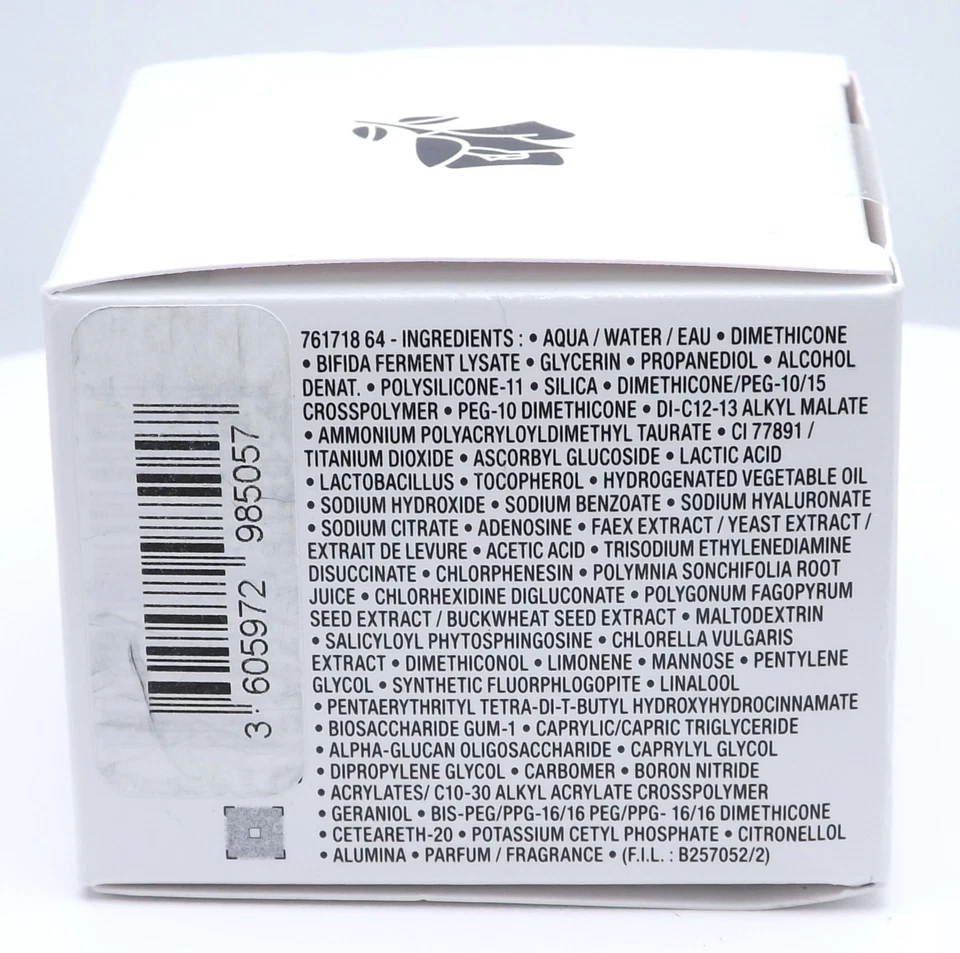 761718 64 - INGREDIENTS : • AQUA / WATER / EAU • DIMETHICONE
• BIFIDA FERMENT LYSATE • GLYCERIN • PROPANEDIOL • ALCOHOL
DENAT. • POLYSILICONE-11 • SILICA • DIMETHICONE/PEG-10/15
CROSSPOLYMER • PEG-10 DIMETHICONE • DI-C12-13 ALKYL MALATE
• AMMONIUM POLYACRYLOYLDIMETHYL TAURATE • CI 77891 /
TITANIUM DIOXIDE • ASCORBYL GLUCOSIDE • LACTIC ACID
• LACTOBACILLUS • TOCOPHEROL • HYDROGENATED VEGETABLE OIL
• SODIUM HYDROXIDE • SODIUM BENZOATE • SODIUM HYALURONATE
• SODIUM CITRATE • ADENOSINE • FAEX EXTRACT / YEAST EXTRACT /
EXTRAIT DE LEVURE • ACETIC ACID • TRISODIUM ETHYLENEDIAMINE
DISUCCINATE • CHLORPHENESIN • POLYMNIA SONCHIFOLIA ROOT
JUICE • CHLORHEXIDINE DIGLUCONATE • POLYGONUM FAGOPYRUM
SEED EXTRACT / BUCKWHEAT SEED EXTRACT • MALTODEXTRIN
• SALICYLOYL PHYTOSPHINGOSINE • CHLORELLA VULGARIS
EXTRACT • DIMETHICONOL • LIMONENE • MANNOSE • PENTYLENE
GLYCOL • SYNTHETIC FLUORPHLOGOPITE • LINALOOL
• PENTAERYTHRITYL TETRA-DI-T-BUTYL HYDROXYHYDROCINNAMATE
• BIOSACCHARIDE GUM-1 • CAPRYLIC/CAPRIC TRIGLYCERIDE
• ALPHA-GLUCAN OLIGOSACCHARIDE • CAPRYLYL GLYCOL
• DIPROPYLENE GLYCOL • CARBOMER • BORON NITRIDE
• ACRYLATES/ C10-30 ALKYL ACRYLATE CROSSPOLYMER
• GERANIOL • BIS-PEG/PPG-16/16 PEG/PPG- 16/16 DIMETHICONE
• CETEARETH-20 • POTASSIUM CETYL PHOSPHATE • CITRONELLOL
• ALUMINA • PARFUM / FRAGRANCE • (F.I.L. : B257052/2)
3 605972 985057